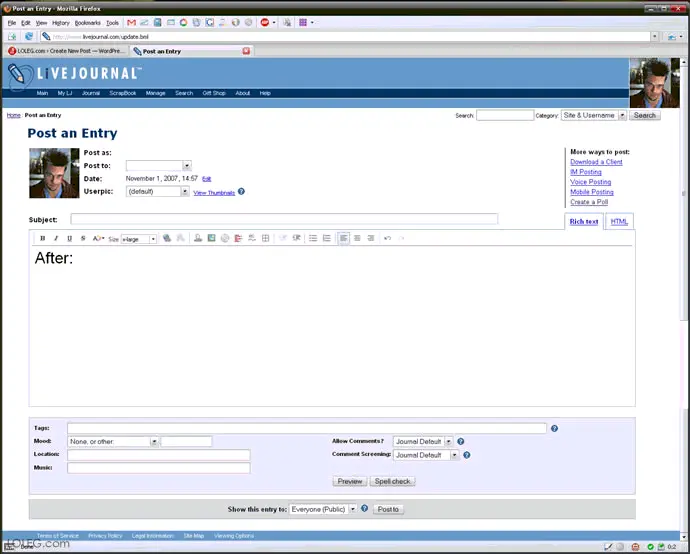 Post an Entry - Mozilla Firefox
File Edit View History Bookmarks Tools
http://www.livejournal.com/update.bml
LOLEG.com › Create New Post — WordPre...
Post an Entry
LiVEJOURNAL™
Main My LJ Journal ScrapBook Manage Search Gift Shop About Help
Home : Post an Entry
Search: Category: Site & Username Search
Post an Entry
Post as:
Post to:
Date: November 1, 2007, 14:57 Edit
Userpic: (default) View Thumbnails
More ways to post:
Download a Client
IM Posting
Voice Posting
Mobile Posting
Create a Poll
Subject:
Rich text HTML
B I U S A Size x-large
After:
Tags:
Mood: None, or other:
Allow Comments? Journal Default
Location:
Comment Screening: Journal Default
Music:
Preview Spell check
Show this entry to: Everyone (Public) Post to
Terms of Service Privacy Policy Legal Information Site Map Viewing Options
LOLEG.com
Done
0.2